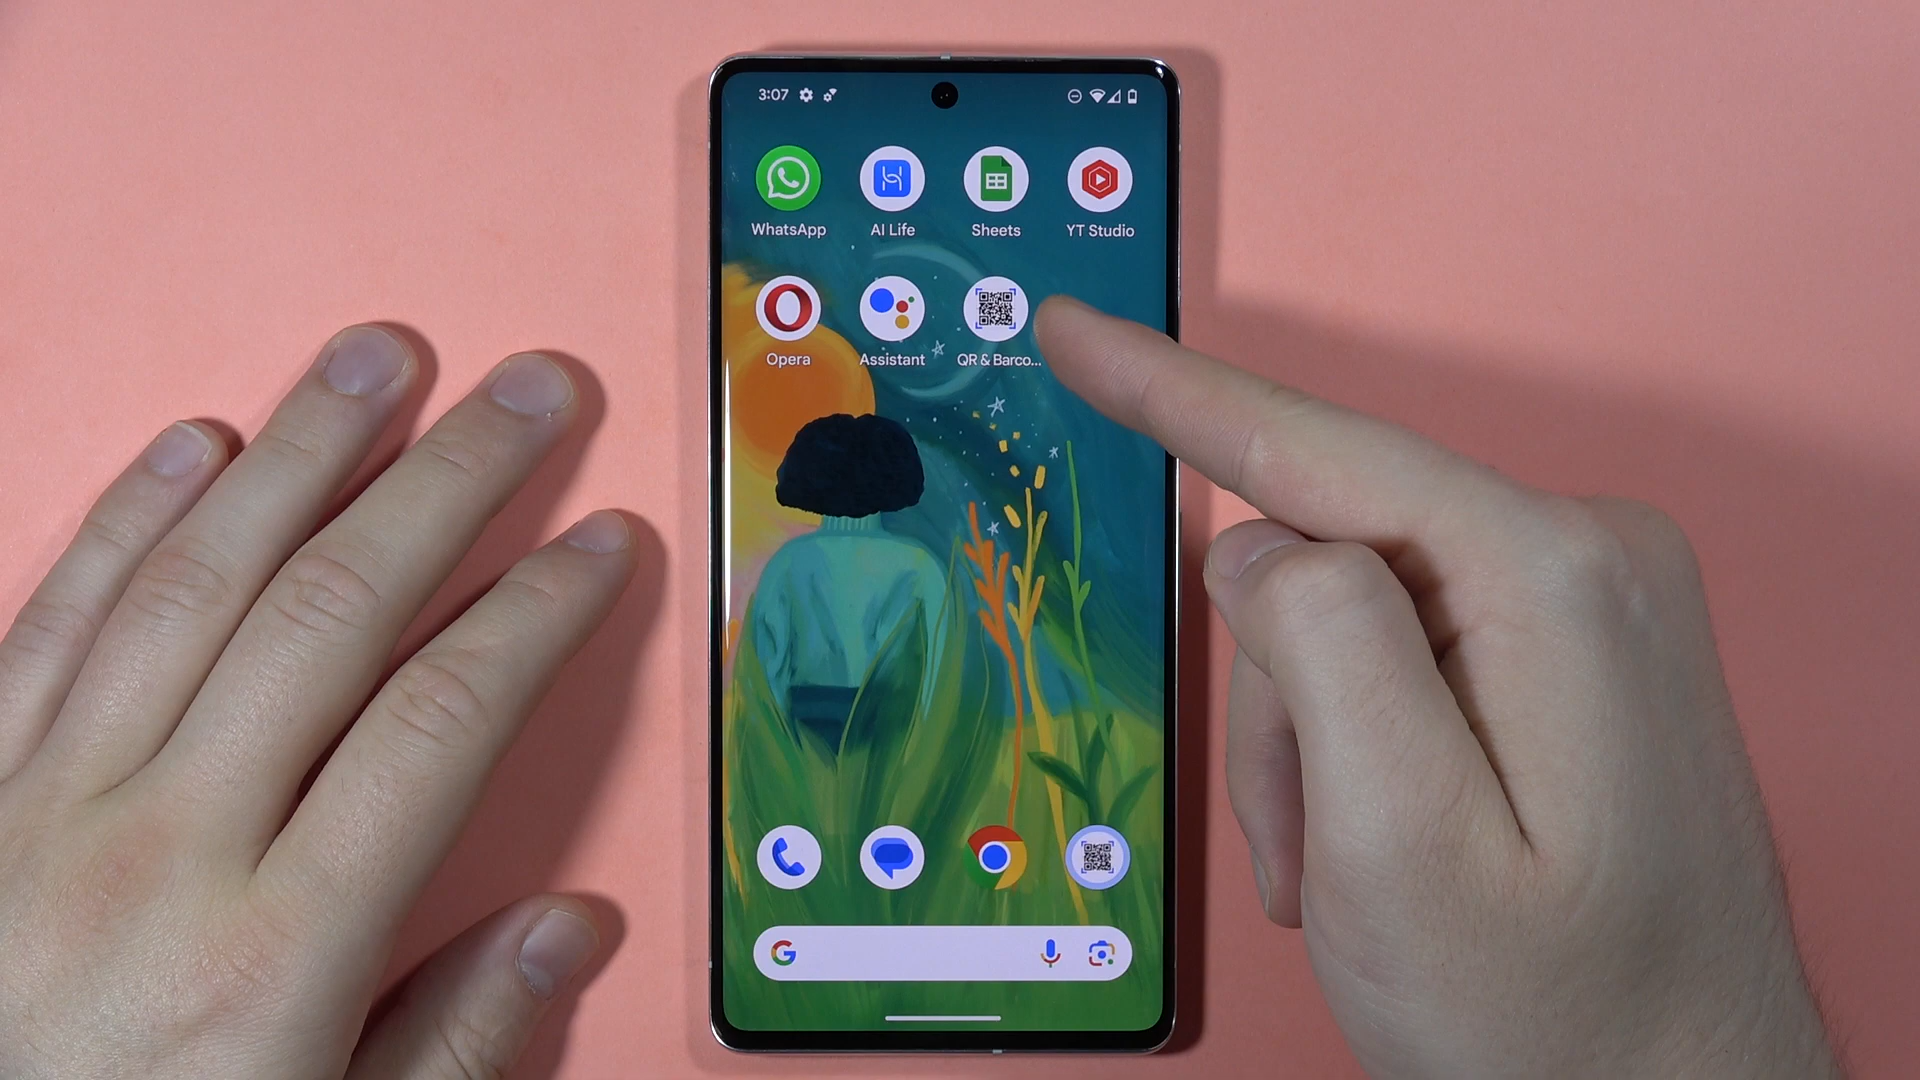 3:07
WhatsApp
AI Life
Sheets
YT Studio
Opera
Assistant
QR & Barco...